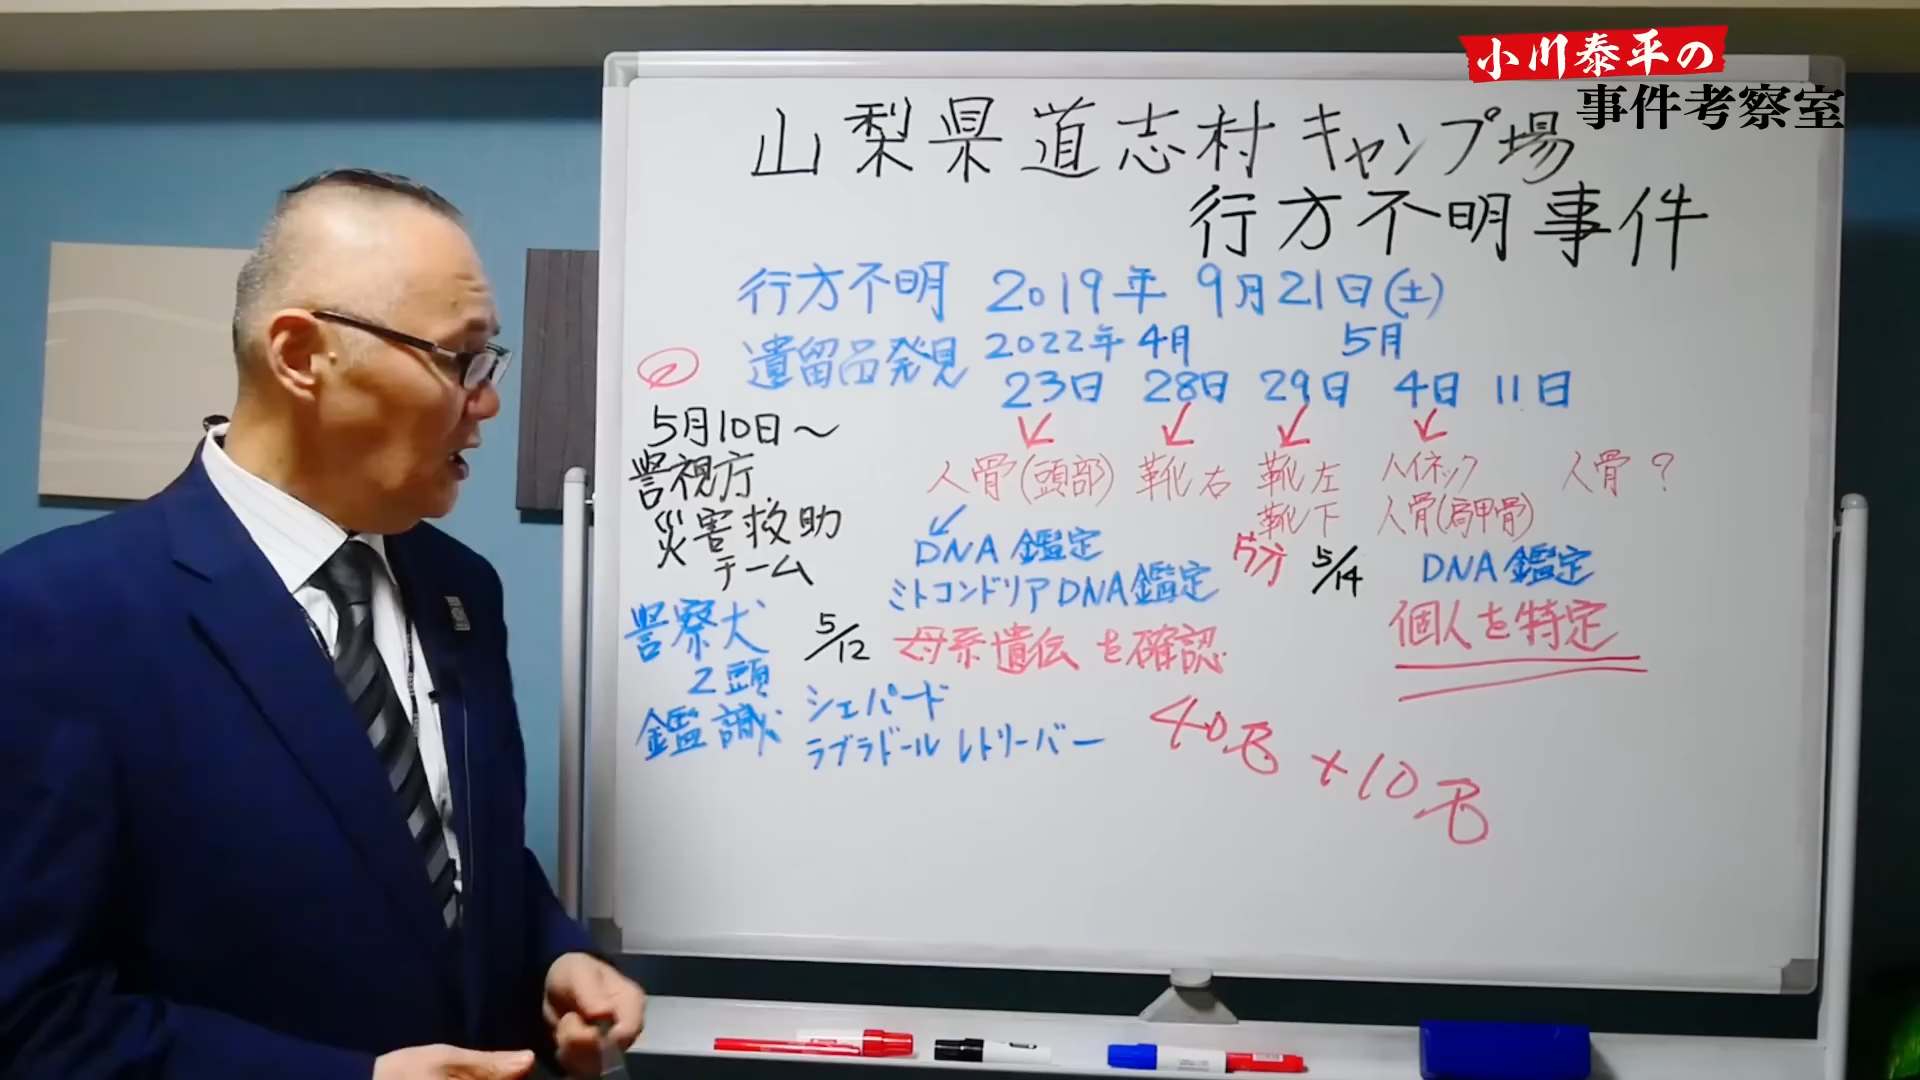 小川泰平の
事件考察室
山梨県道志村キャンプ場
行方不明事件
行方不明 2019年 9月21日(土)
遺留品発見 2022年 4月 5月
23日 28日 29日 4日 11日
人骨(頭部) 靴右 靴左 ハイネック 人骨?
靴下 人骨(肩甲骨)
DNA鑑定
ミトコンドリアDNA鑑定
5/12 母系遺伝を確認
5分 5/14 DNA鑑定
個人を特定
5月10日~
警視庁
災害救助
チーム
警察犬
2頭
鑑識
シェパード
ラブラドールレトリーバー
40名+10名